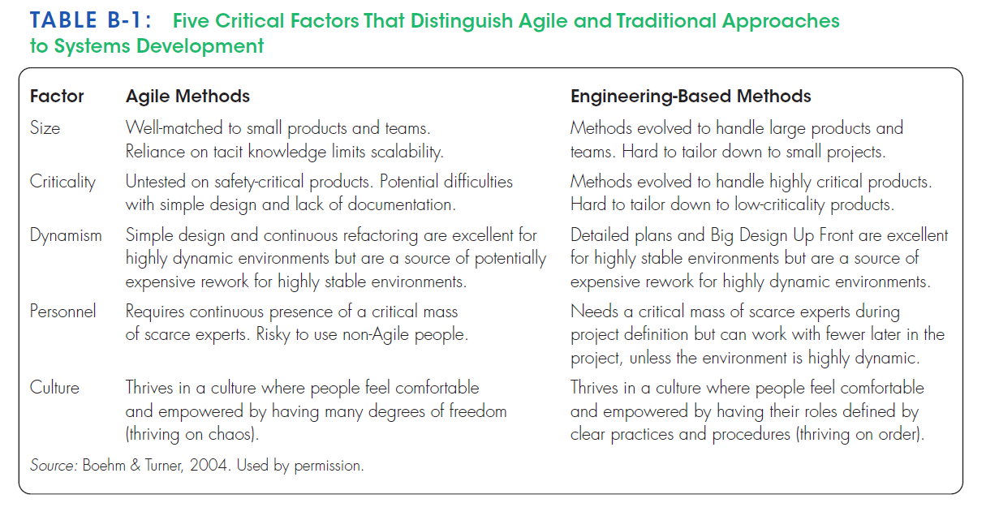 TABLE B-1: Five Critical Factors That Distinguish Agile and Traditional Approaches
to Systems Development
Factor Agile Methods Engineering-Based Methods
Size Well-matched to small products and teams. Methods evolved to handle large products and
Reliance on tacit knowledge limits scalability. teams. Hard to tailor down to small projects.
Criticality Untested on safety-critical products. Potential difficulties Methods evolved to handle highly critical products.
with simple design and lack of documentation. Hard to tailor down to low-criticality products.
Dynamism Simple design and continuous refactoring are excellent for Detailed plans and Big Design Up Front are excellent
highly dynamic environments but are a source of potentially for highly stable environments but are a source of
expensive rework for highly stable environments. expensive rework for highly dynamic environments.
Personnel Requires continuous presence of a critical mass Needs a critical mass of scarce experts during
of scarce experts. Risky to use non-Agile people. project definition but can work with fewer later in the
project, unless the environment is highly dynamic.
Culture Thrives in a culture where people feel comfortable Thrives in a culture where people feel comfortable
and empowered by having many degrees of freedom and empowered by having their roles defined by
(thriving on chaos). clear practices and procedures (thriving on order).
Source: Boehm & Turner, 2004. Used by permission.